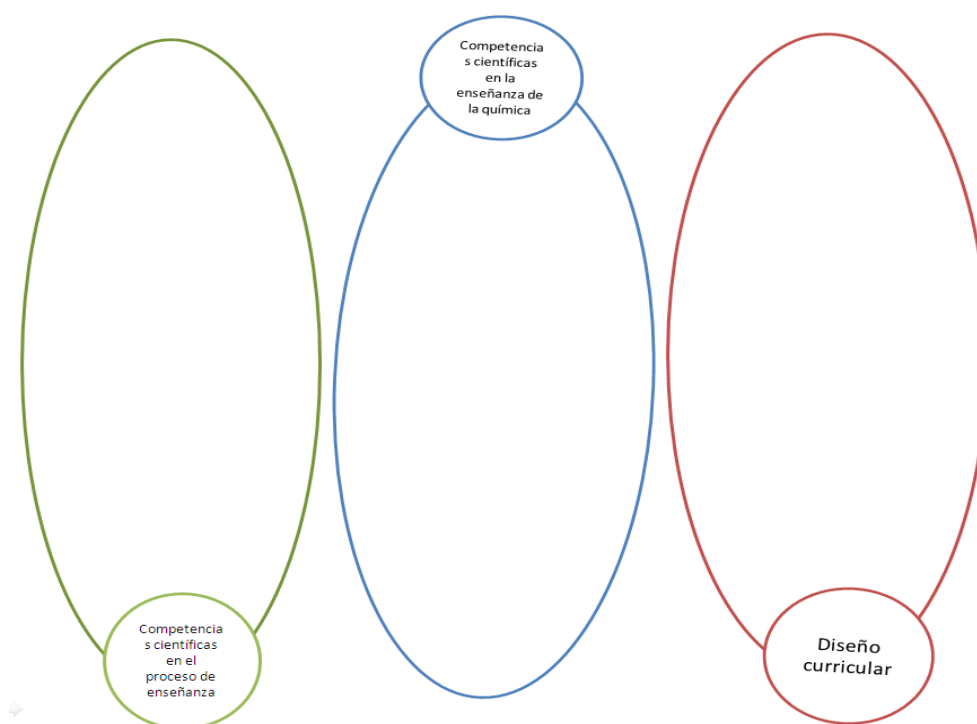 Competencia
s científicas
en la
enseñanza de
la química
Competencia
s científicas
en el
proceso de
enseñanza
Diseño
curricular